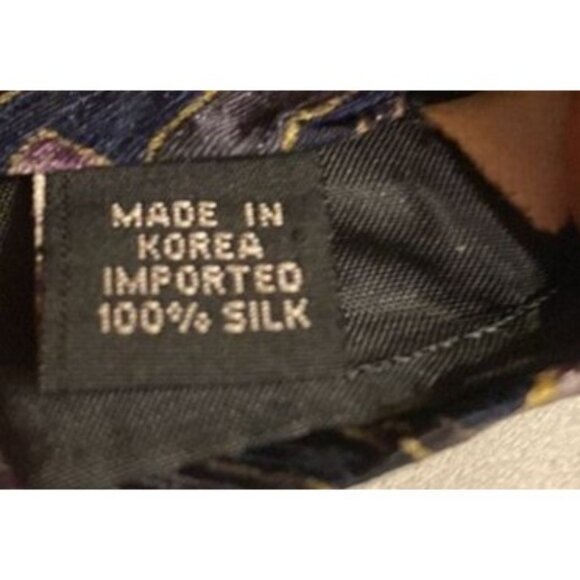 MADE IN
KOREA
IMPORTED
100% SILK